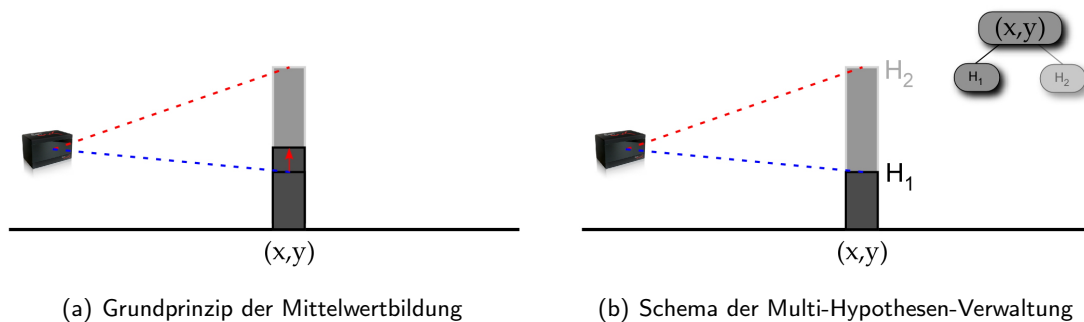 (x,y)
(a) Grundprinzip der Mittelwertbildung
(x,y)
H1
H2
H2
H1
(x,y)
(b) Schema der Multi-Hypothesen-Verwaltung